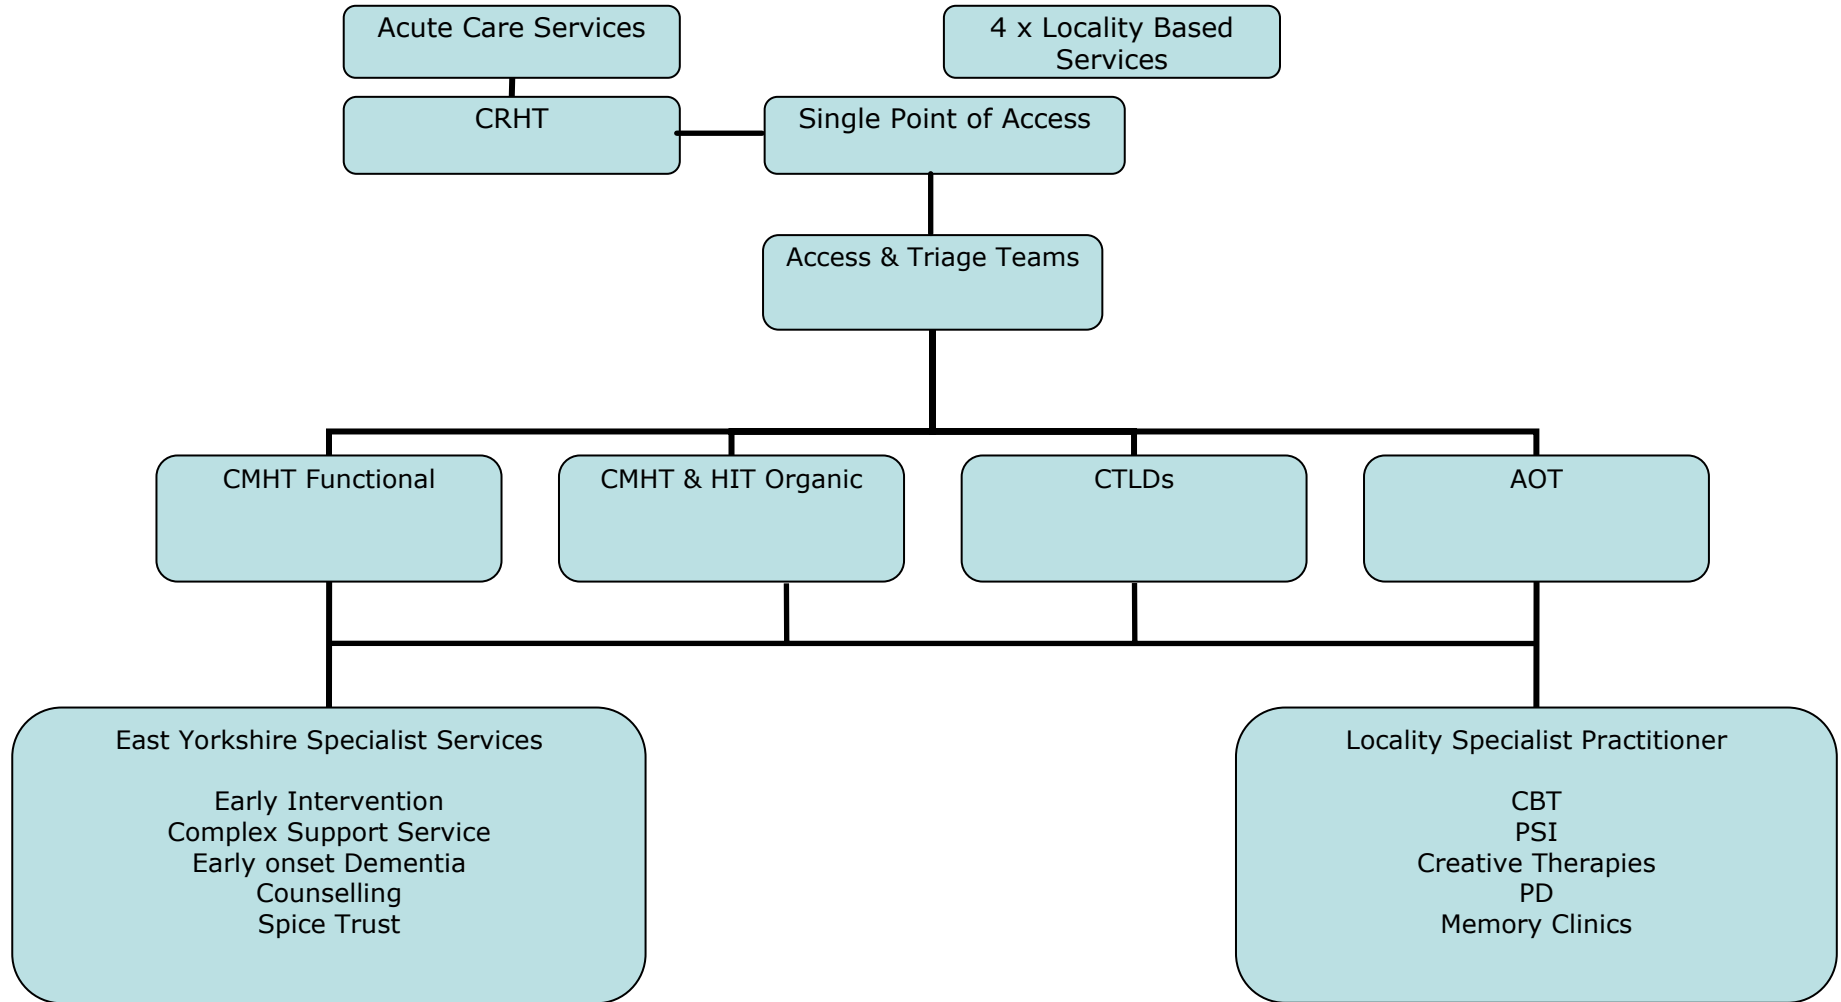 Acute Care Services
4 x Locality Based
Services
CRHT
Single Point of Access
Access & Triage Teams
CMHT Functional
CMHT & HIT Organic
CTLDs
AOT
East Yorkshire Specialist Services
Early Intervention
Complex Support Service
Early onset Dementia
Counselling
Spice Trust
Locality Specialist Practitioner
CBT
PSI
Creative Therapies
PD
Memory Clinics